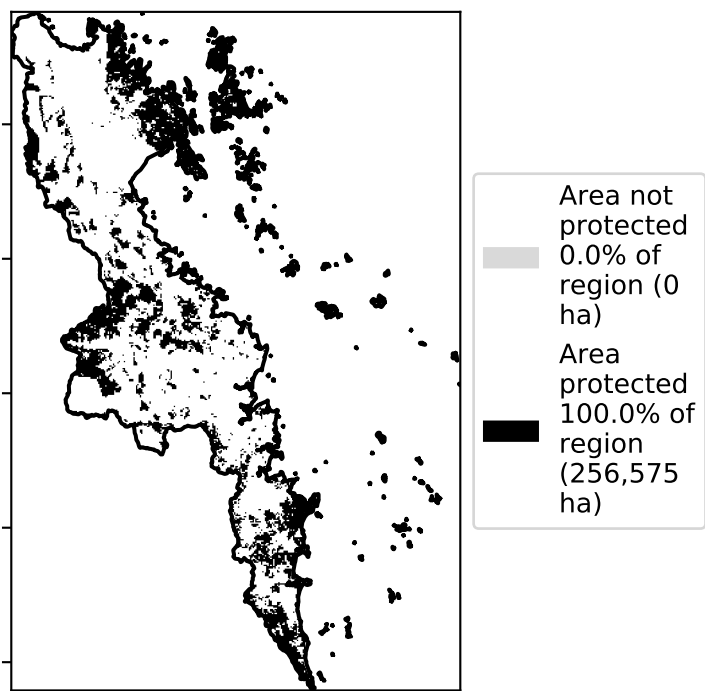 Area not
protected
0.0% of
region (0
ha)
Area
protected
100.0% of
region
(256,575
ha)